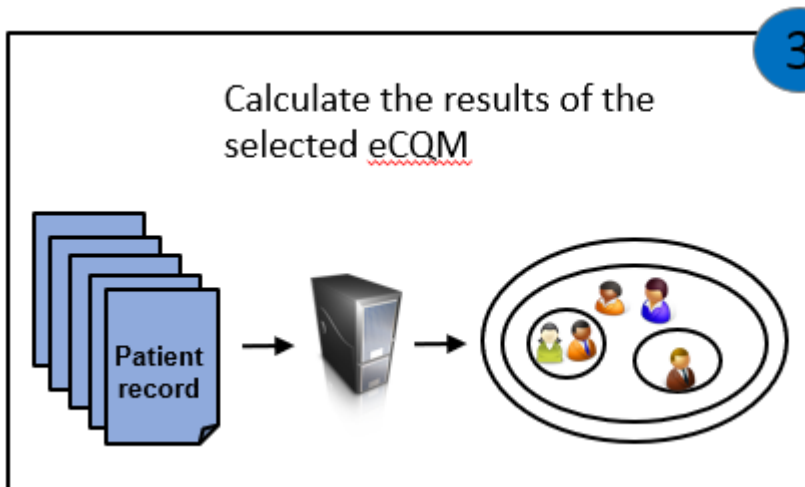 3
Calculate the results of the
selected eCQM
Patient
record